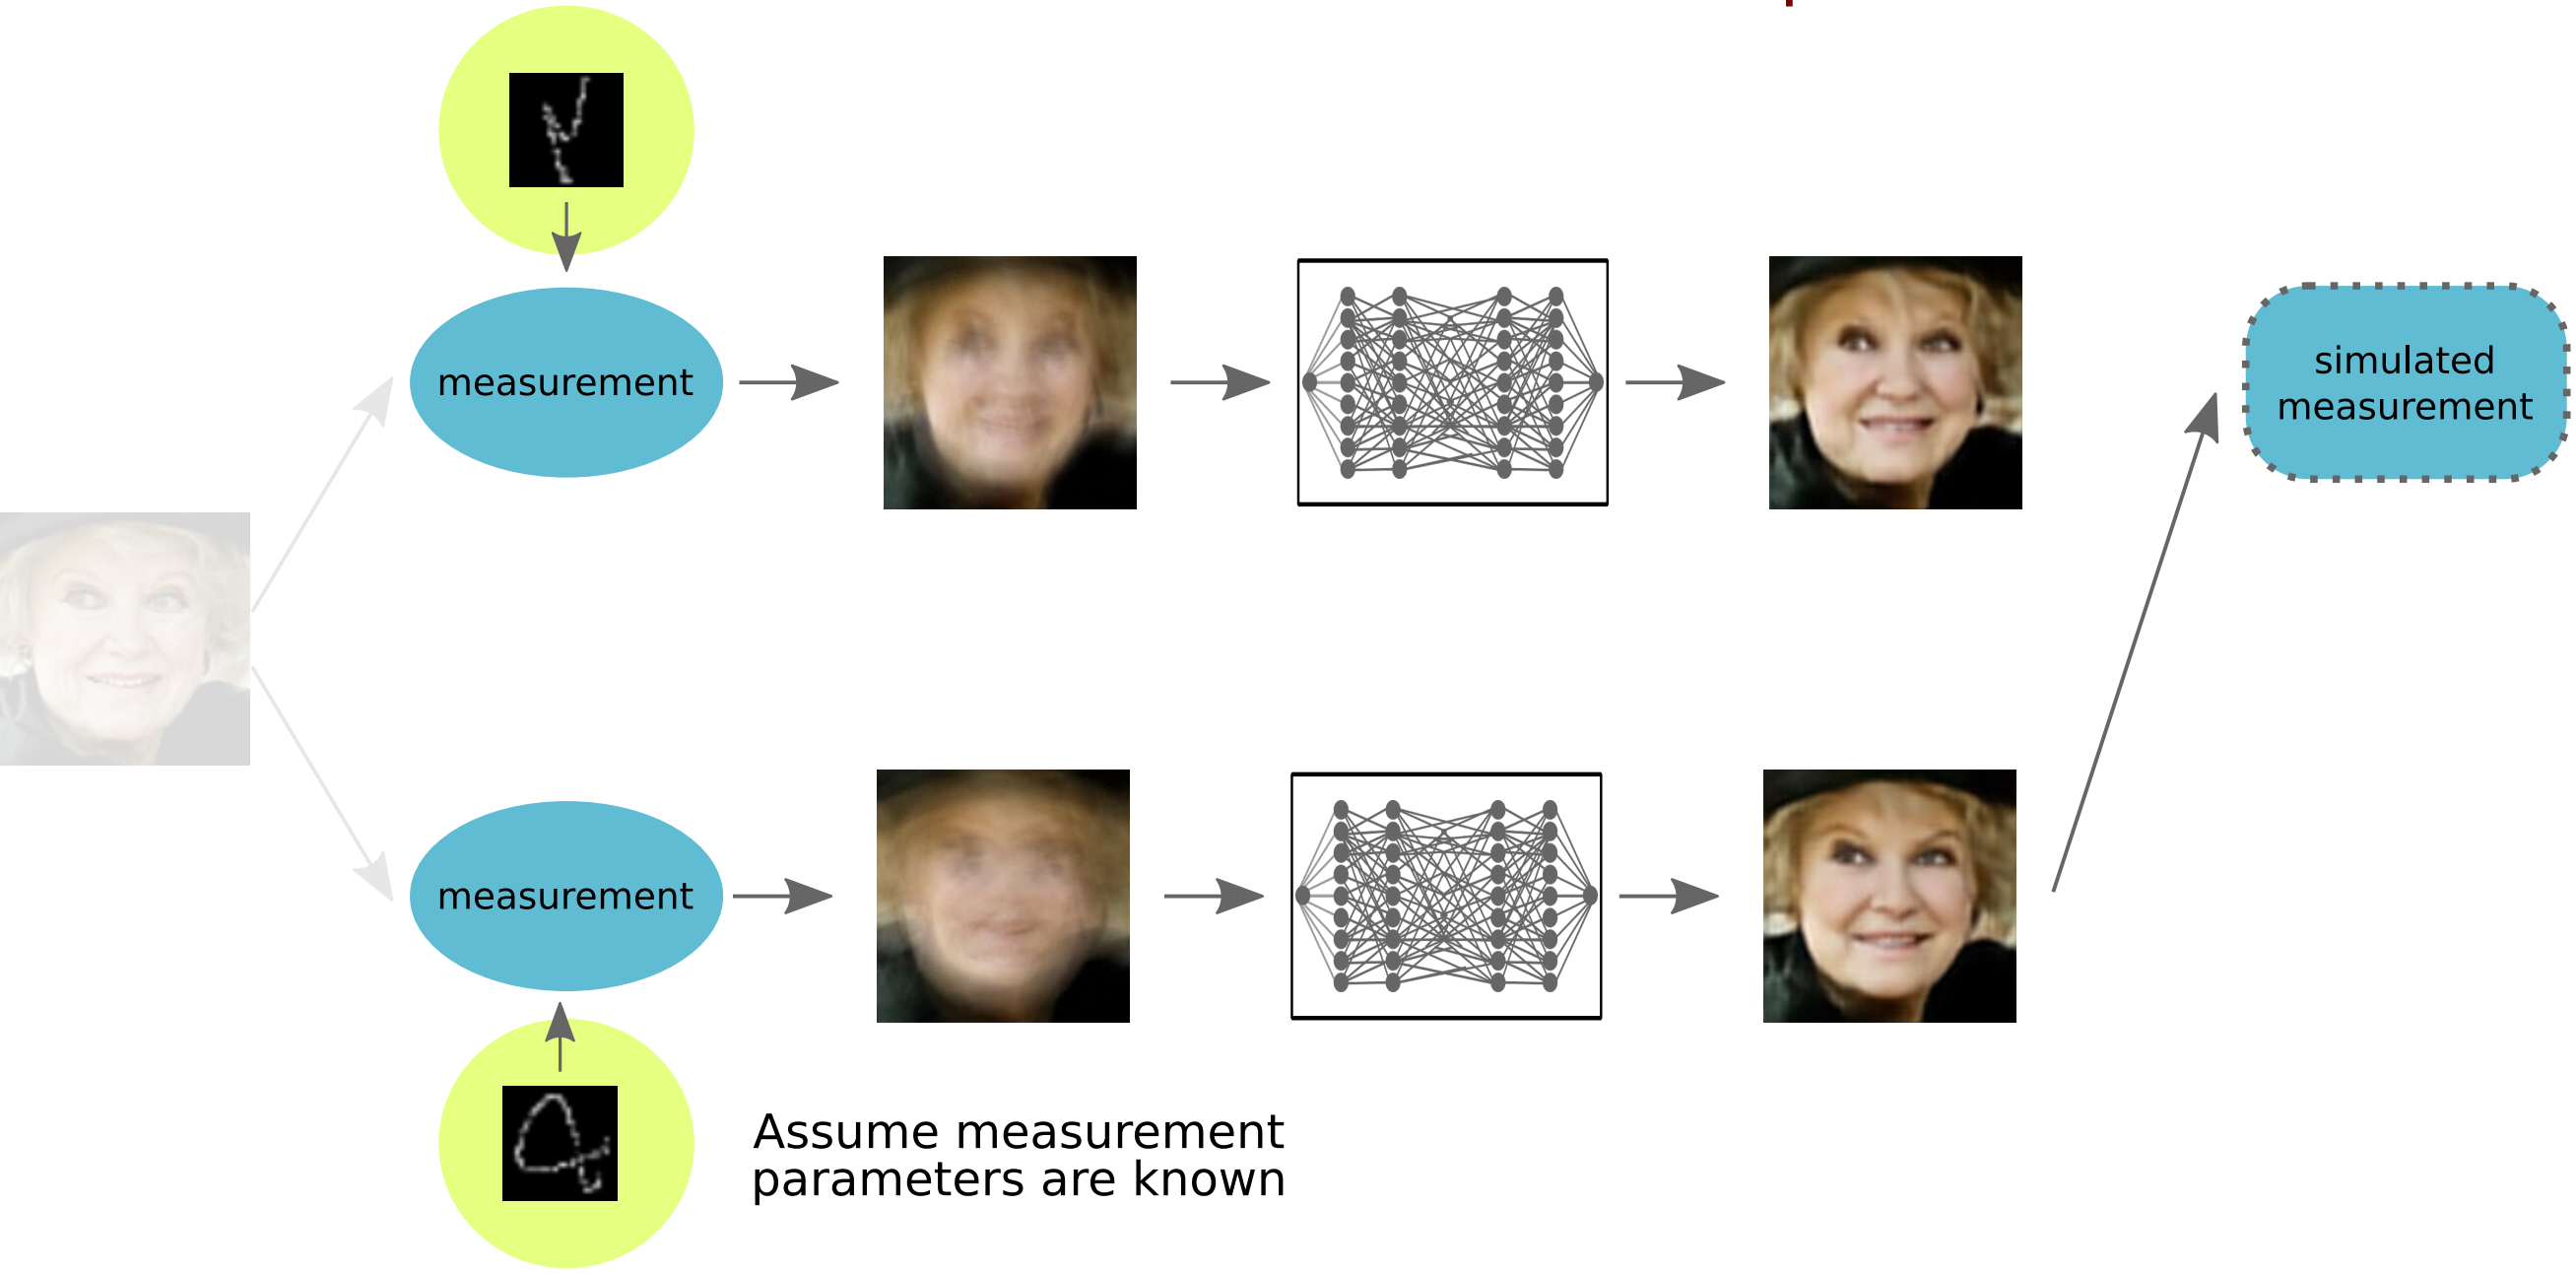 measurement
simulated
measurement
measurement
Assume measurement
parameters are known